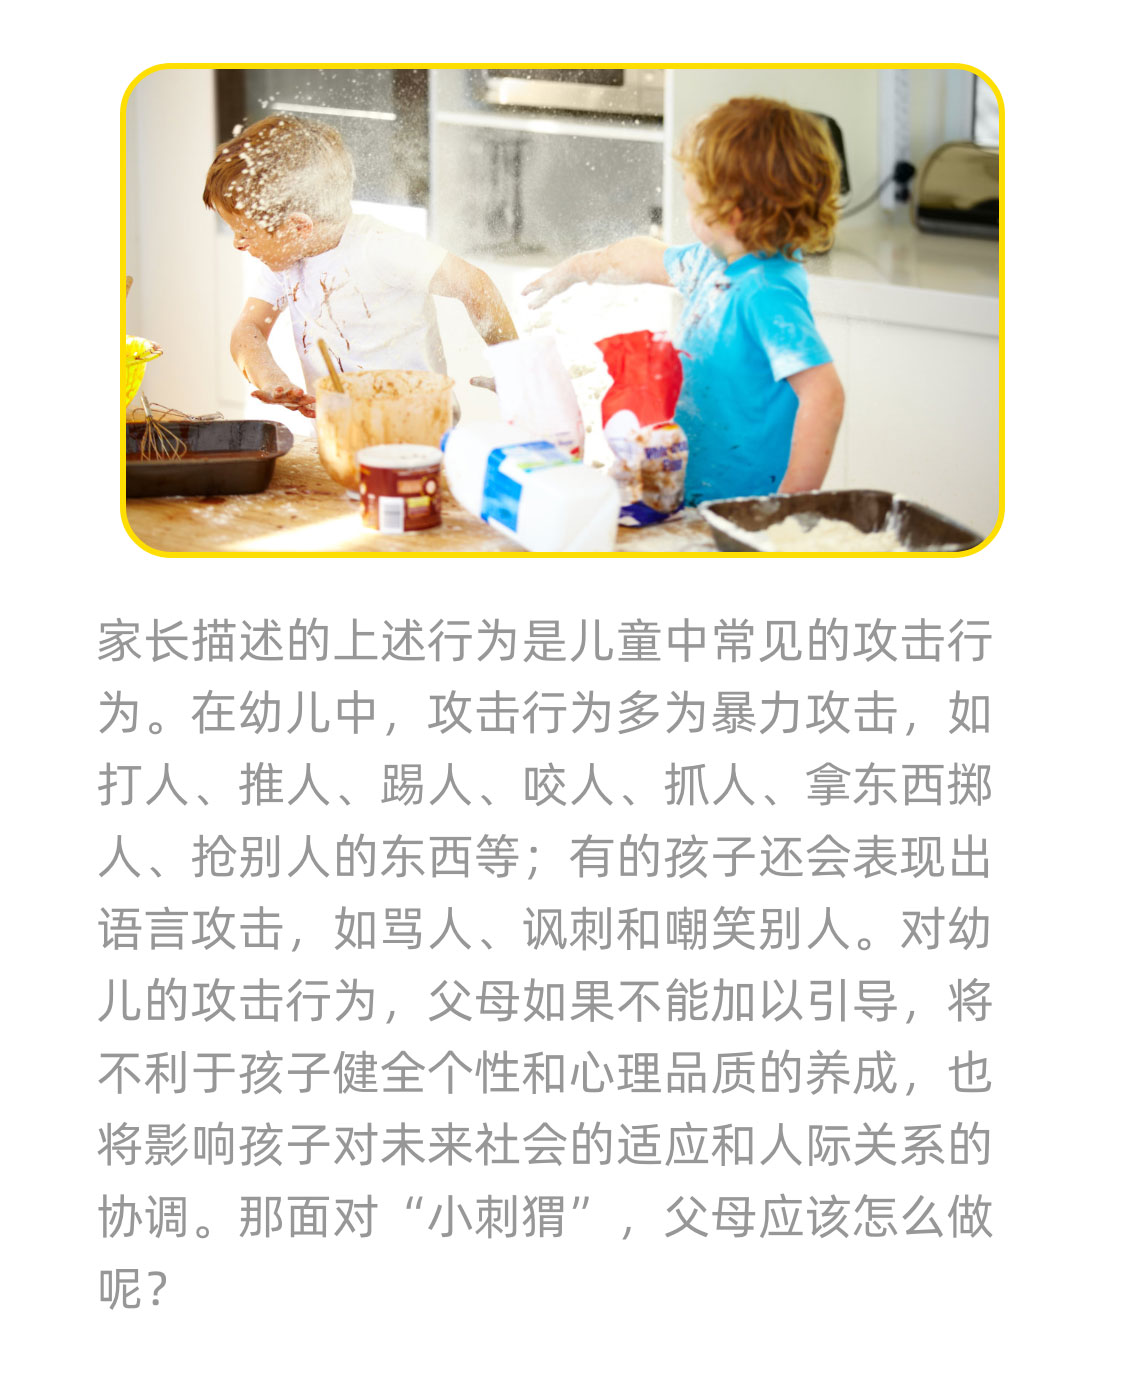 家长描述的上述行为是儿童中常见的攻击行
为。在幼儿中，攻击行为多为暴力攻击，如
打人、推人、踢人、咬人、抓人、拿东西掷
人、抢别人的东西等；有的孩子还会表现出
语言攻击，如骂人、讽刺和嘲笑别人。对幼
儿的攻击行为，父母如果不能加以引导，将
不利于孩子健全个性和心理品质的养成，也
将影响孩子对未来社会的适应和人际关系的
协调。那面对“小刺猬”，父母应该怎么做
呢？